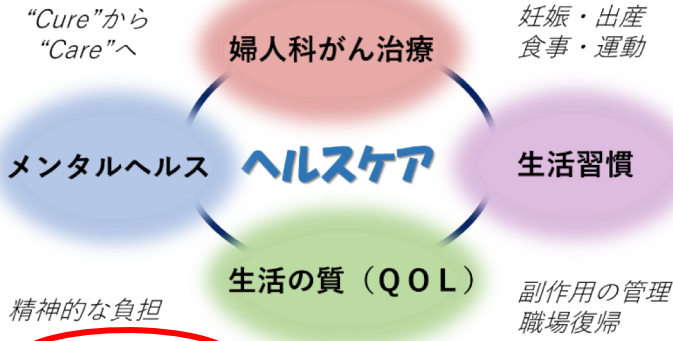 “Cure”から
“Care”へ
婦人科がん治療
妊娠・出産
食事・運動
メンタルヘルス
ヘルスケア
生活習慣
生活の質（ＱＯＬ）
精神的な負担
副作用の管理
職場復帰